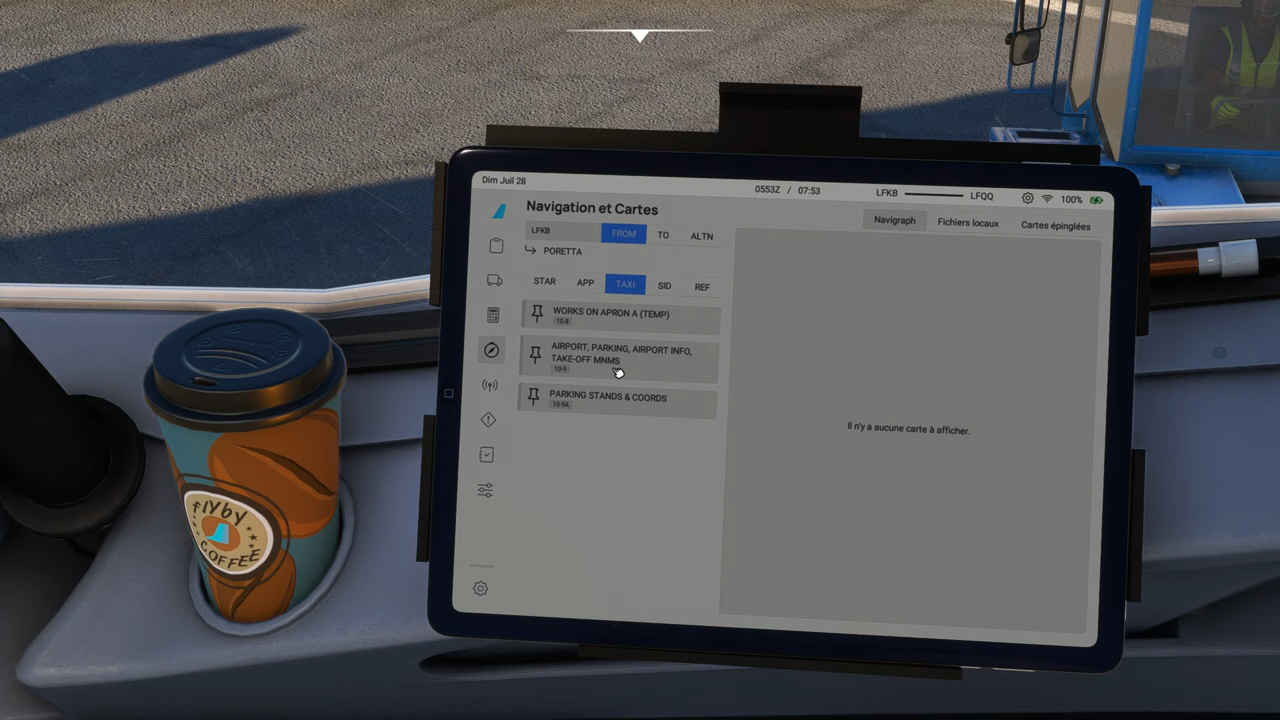 Dim Juil 28
0553Z / 07:53
LFKB LFQQ
100%
Navigation et Cartes
Navigraph
Fichiers locaux
Cartes épinglées
LFKB
FROM
TO
ALTN
PORETTA
STAR
APP
TAXI
SID
REF
WORKS ON APRON A (TEMP)
10-8
AIRPORT, PARKING, AIRPORT INFO,
TAKE-OFF MNMS
10-9
PARKING STANDS & COORDS
10-9A
Il n'y a aucune carte à afficher.
flyby
COFFEE